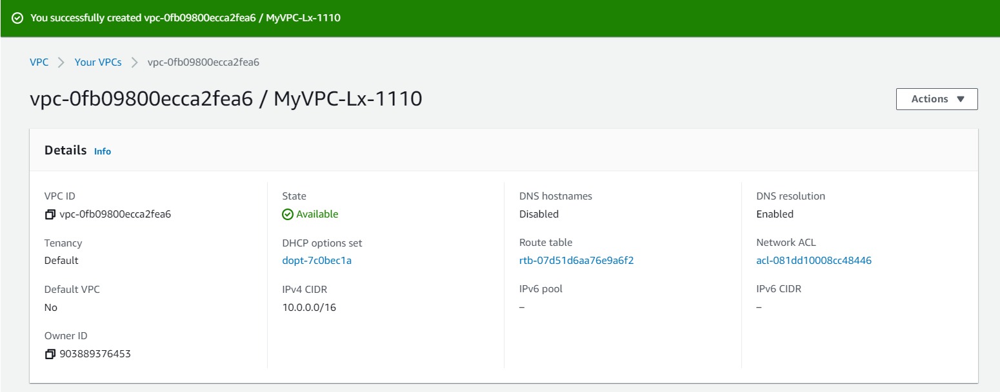 You successfully created vpc-0fb09800ecca2fea6 / MyVPC-Lx-1110
VPC > Your VPCs > vpc-0fb09800ecca2fea6
vpc-0fb09800ecca2fea6 / MyVPC-Lx-1110
Actions
Details Info
VPC ID
vpc-0fb09800ecca2fea6
State
Available
DNS hostnames
Disabled
DNS resolution
Enabled
Tenancy
Default
DHCP options set
dopt-7c0bec1a
Route table
rtb-07d51d6aa76e9a6f2
Network ACL
acl-081dd10008cc48446
Default VPC
No
IPv4 CIDR
10.0.0.0/16
IPv6 pool
–
IPv6 CIDR
–
Owner ID
903889376453